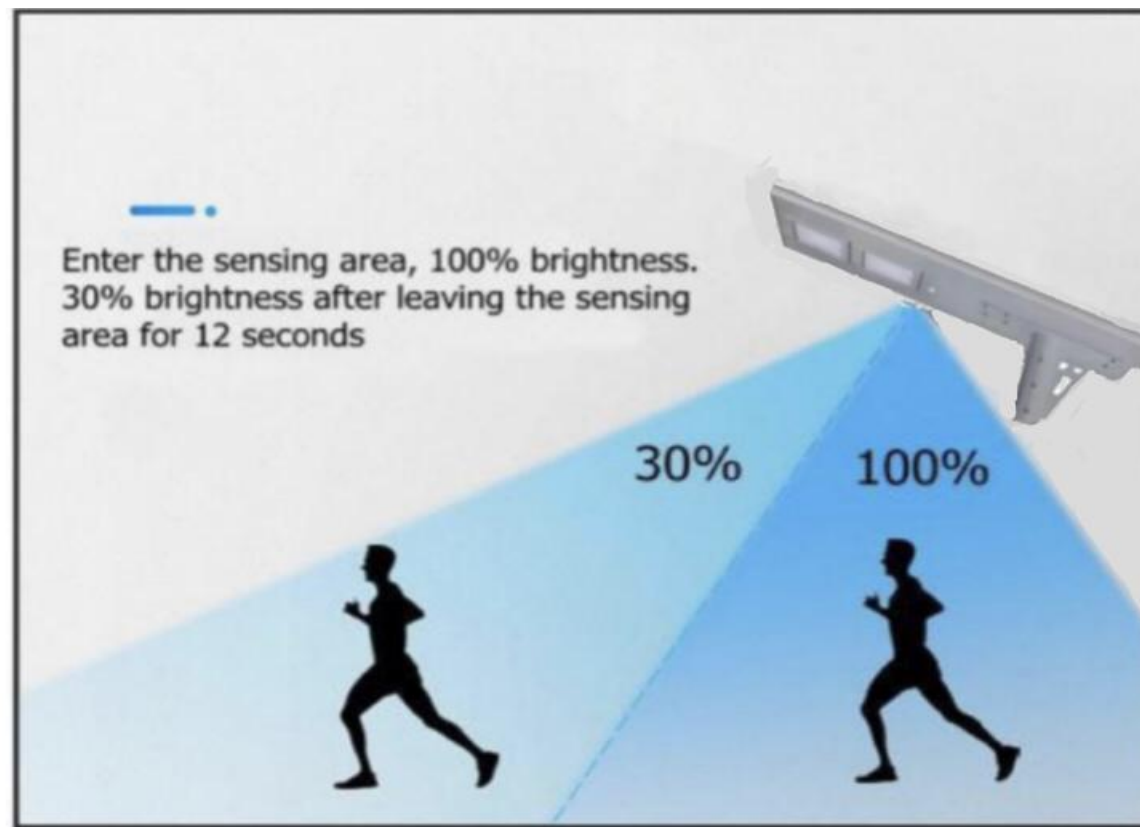 Enter the sensing area, 100% brightness.
30% brightness after leaving the sensing
area for 12 seconds
30%
100%